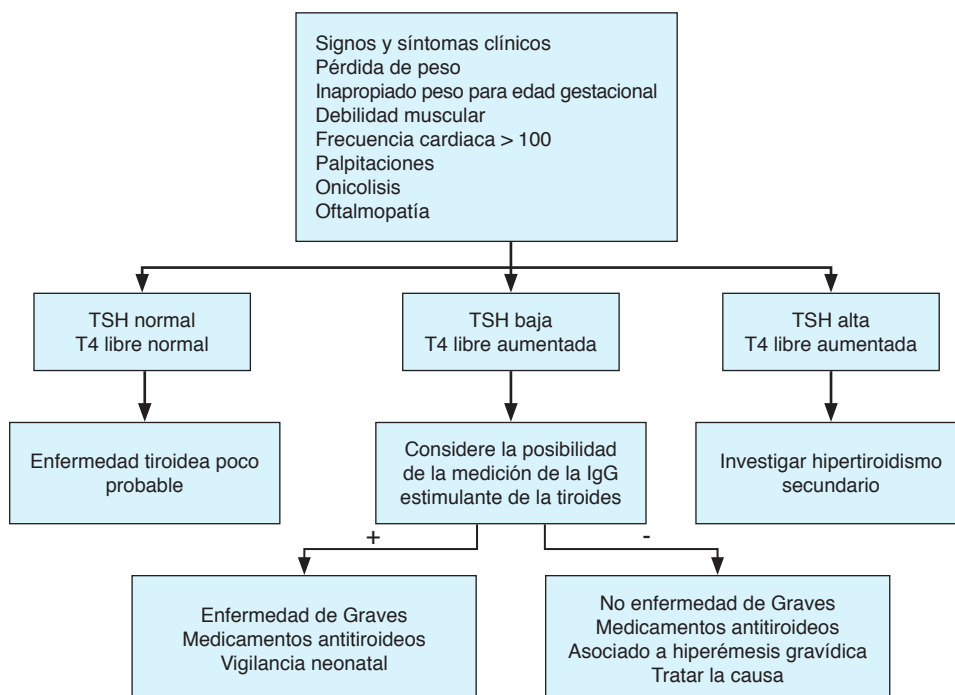 Signos y síntomas clínicos
Pérdida de peso
Inapropiado peso para edad gestacional
Debilidad muscular
Frecuencia cardiaca > 100
Palpitaciones
Onicolisis
Oftalmopatía
TSH normal
T4 libre normal
TSH baja
T4 libre aumentada
TSH alta
T4 libre aumentada
Enfermedad tiroidea poco
probable
Considere la posibilidad
de la medición de la IgG
estimulante de la tiroides
Investigar hipertiroidismo
secundario
+
-
Enfermedad de Graves
Medicamentos antitiroideos
Vigilancia neonatal
No enfermedad de Graves
Medicamentos antitiroideos
Asociado a hiperémesis gravídica
Tratar la causa